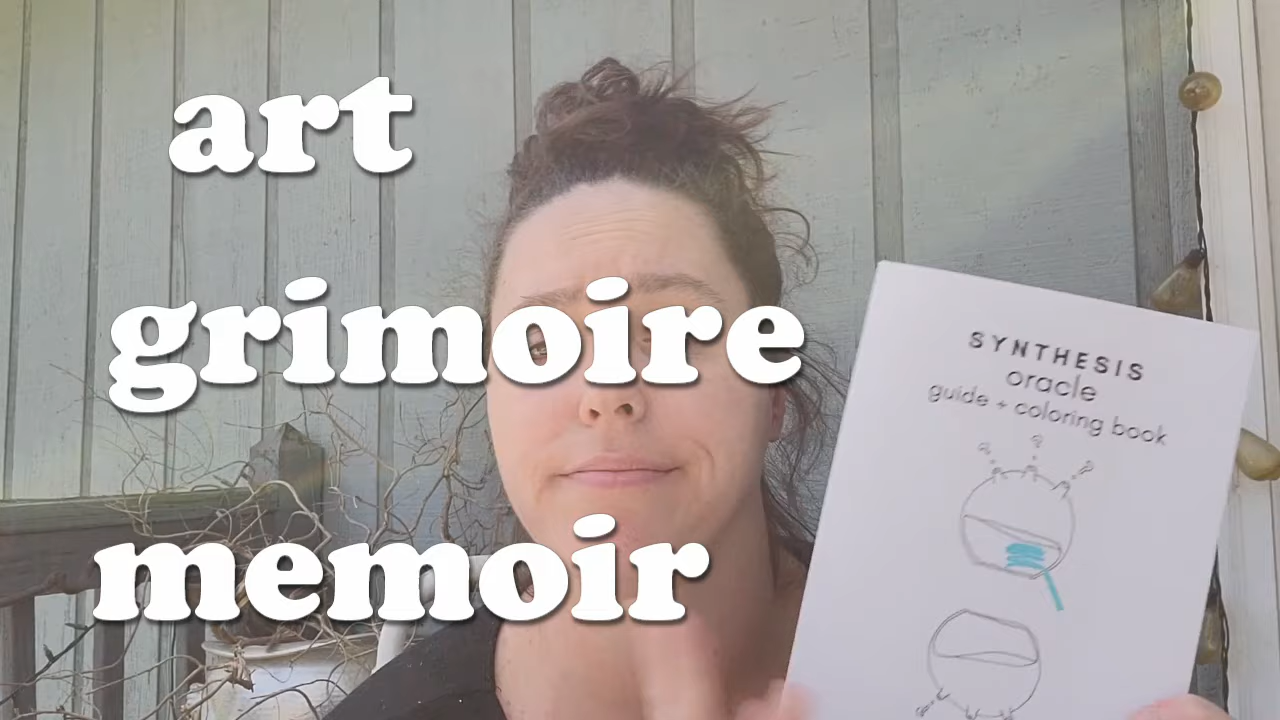 art
grimoire
memoir
SYNTHESIS
oracle
guide + coloring book
? ? ?